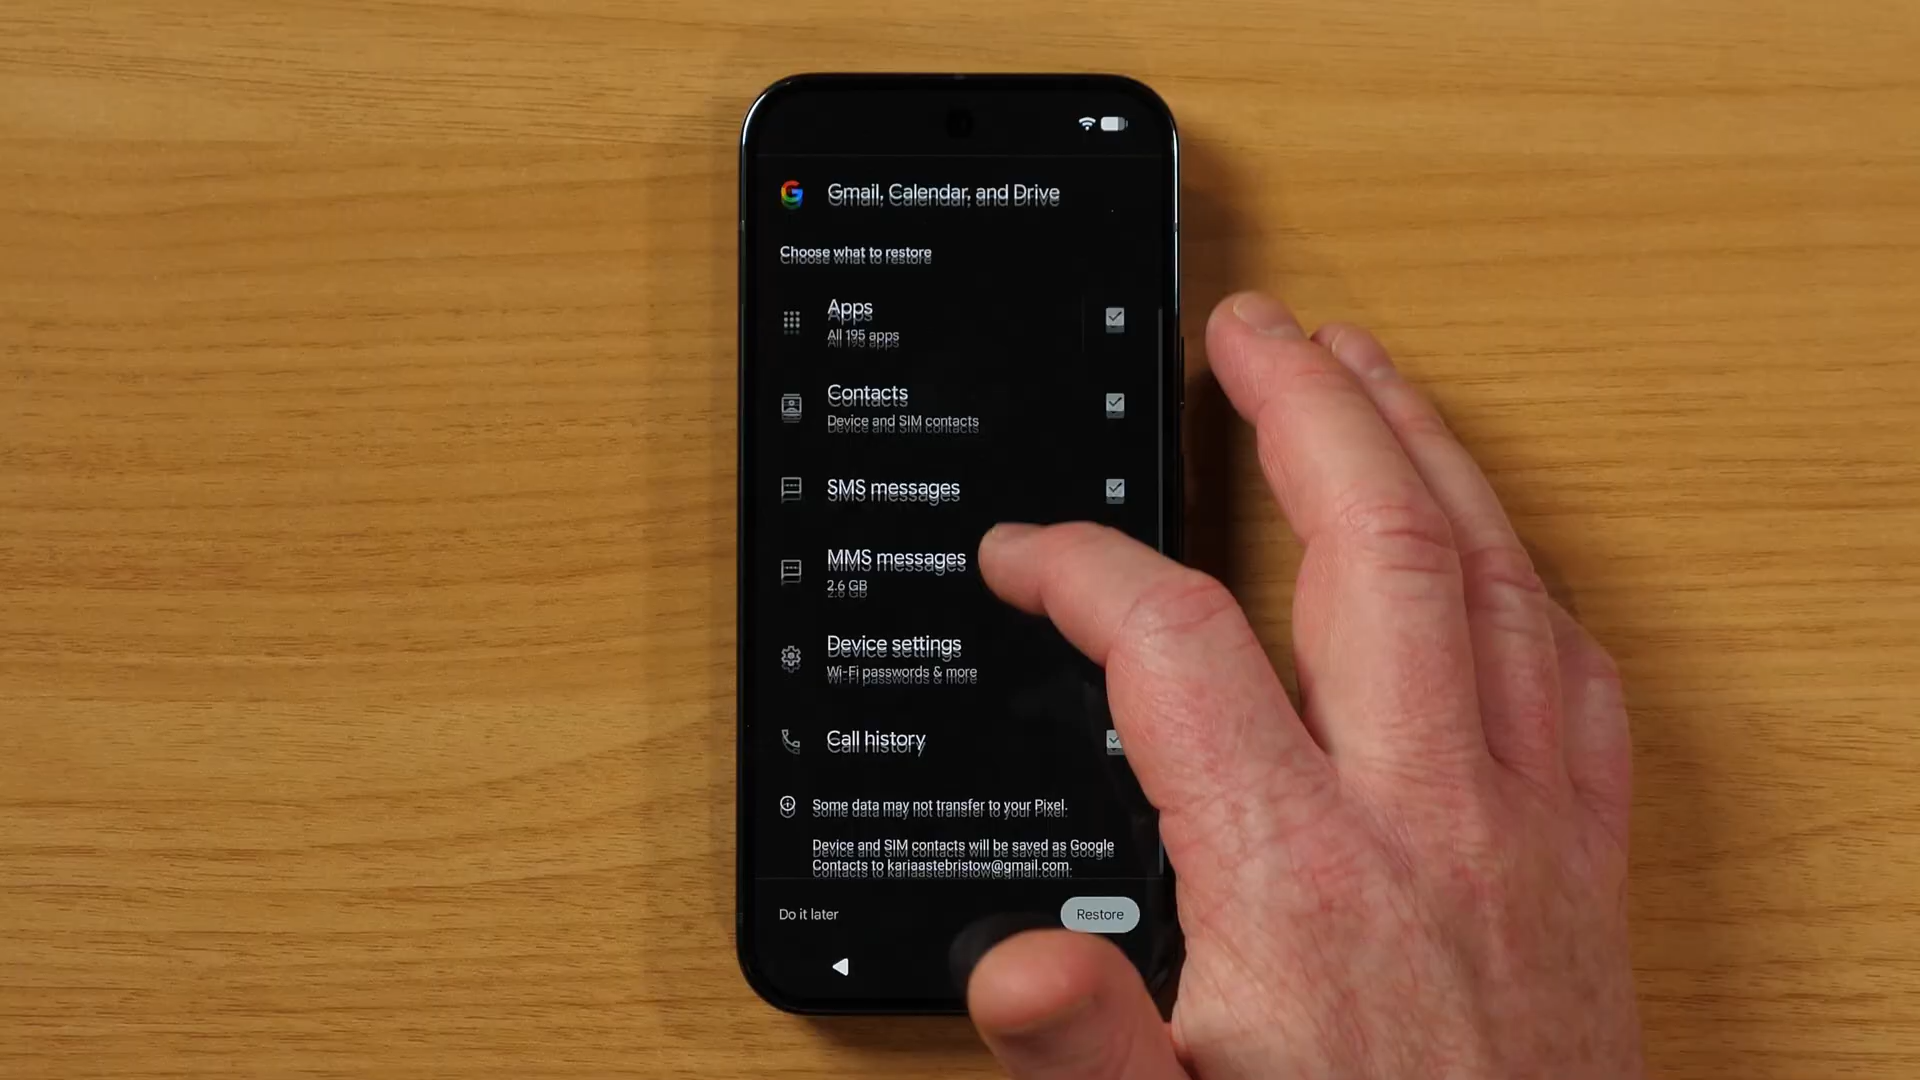 Gmail, Calendar, and Drive
Choose what to restore
Apps
All 195 apps
Contacts
Device and SIM contacts
SMS messages
MMS messages
2.6 GB
Device settings
Wi-Fi passwords & more
Call history
Some data may not transfer to your Pixel.
Device and SIM contacts will be saved as Google
Contacts to kariaastebristow@gmail.com.
Do it later
Restore